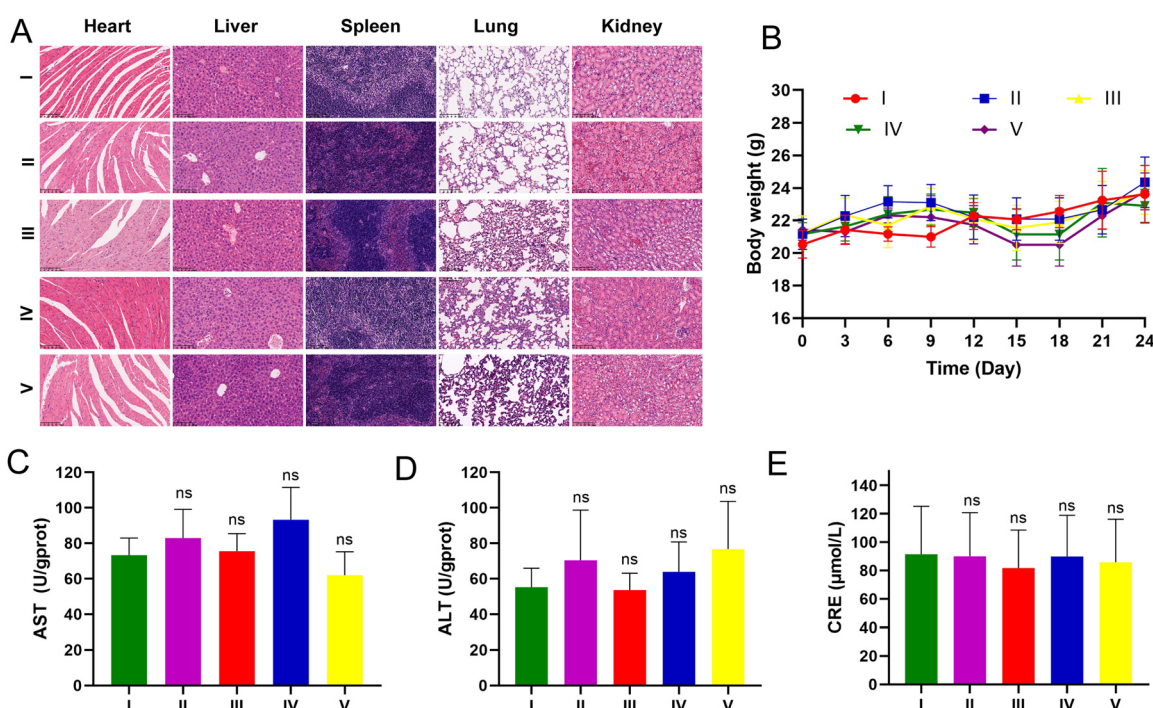 A
Heart Liver Spleen Lung Kidney
I
II
III
IV
V
B
I II III
IV V
Body weight (g)
30
28
26
24
22
20
18
16
0 3 6 9 12 15 18 21 24
Time (Day)
C
AST (U/gprot)
120
100
80
60
40
20
0
ns ns ns ns
I II III IV V
D
ALT (U/gprot)
120
100
80
60
40
20
0
ns ns ns ns
I II III IV V
E
CRE (μmol/L)
140
120
100
80
60
40
20
0
ns ns ns ns
I II III IV V